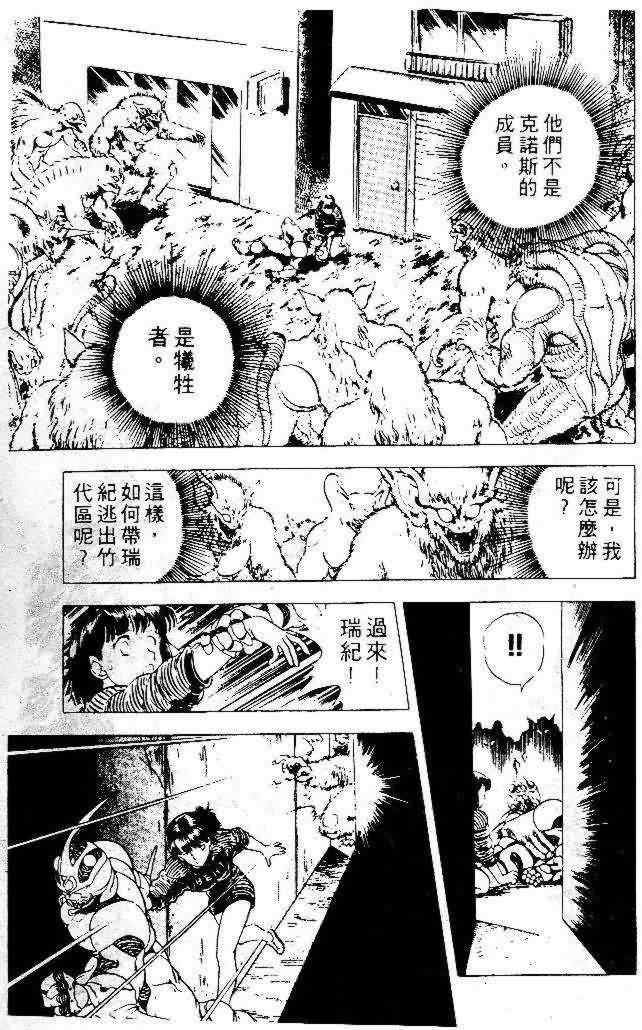 他們不是
克諾斯的
成員。
是犧牲
者。
可是，我
該怎麼辦
呢？
這樣，
如何帶瑞
紀逃出竹
代區呢？
!!
過來！
瑞紀！